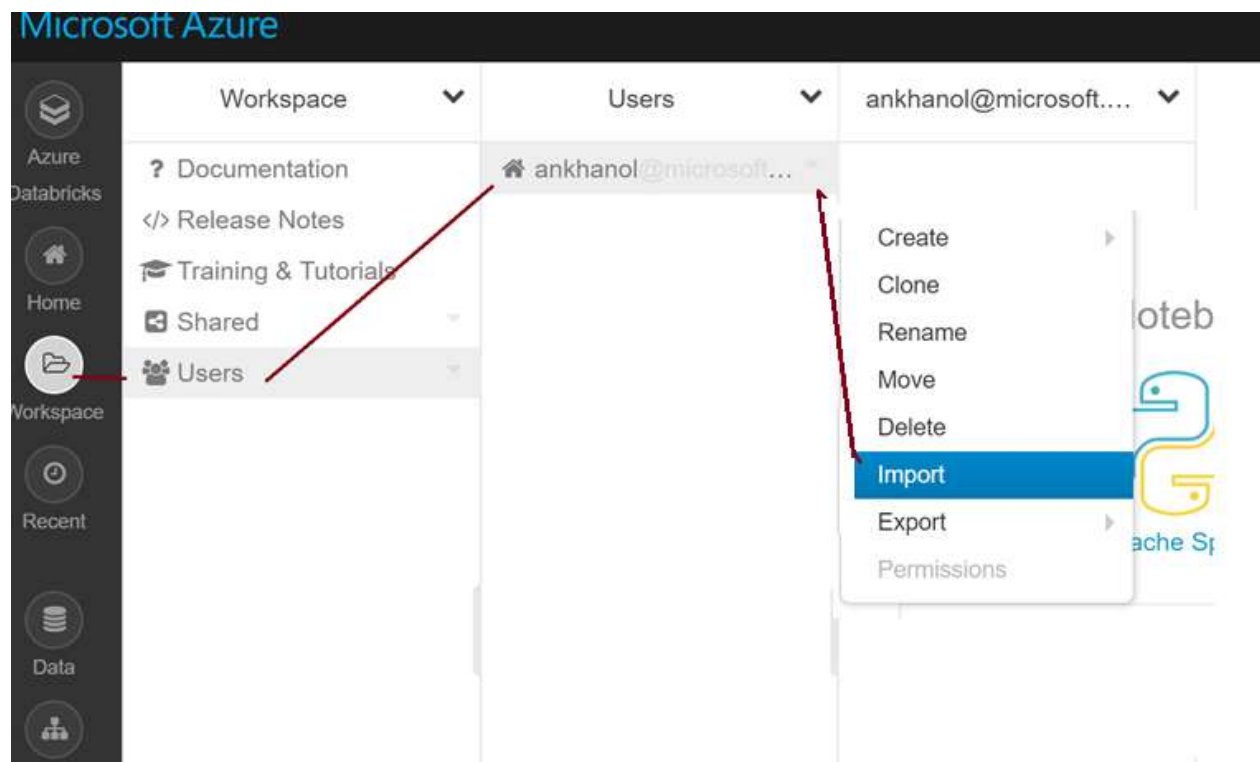 Microsoft Azure
Azure
Databricks
Home
Workspace
Recent
Data
Workspace
? Documentation
</> Release Notes
Training & Tutorials
Shared
Users
Users
ankhanol@microsoft...
ankhanol@microsoft....
Create
Clone
Rename
Move
Delete
Import
Export
Permissions
oteb
ache Sp